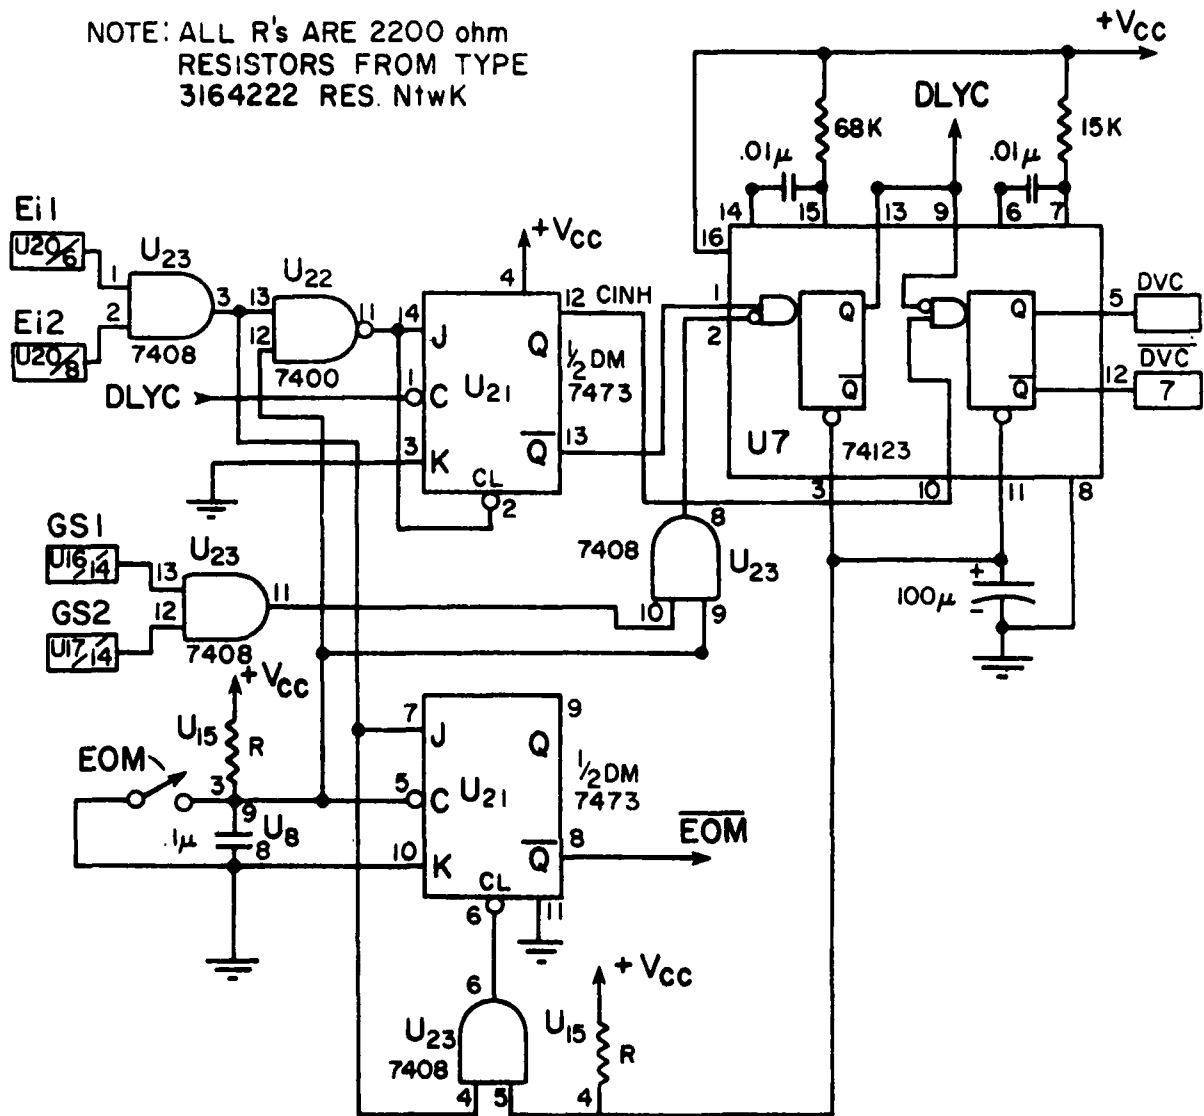 NOTE: ALL R's ARE 2200 ohm
RESISTORS FROM TYPE
3164222 RES. NtwK
+VCC
DLYC
68K
15K
.01µ
.01µ
14
15
13
9
6
7
16
Ei1
U20/6
U23
1
2
3
7408
Ei2
U20/8
U22
13
12
11
7400
+VCC
4
14
J
12
CINH
Q
1/2 DM
7473
DLYC
1
C
U21
3
K
Q
13
CL
2
1
2
Q
Q
Q
Q
U7
74123
3
10
11
8
5
DVC
12
DVC
7
GS1
U16/14
U23
13
12
11
GS2
U17/14
7408
7408
8
U23
10
9
100µ
+
-
+VCC
U15
R
EOM
3
9
.1µ
U8
8
7
J
9
Q
5
C
U21
1/2 DM
7473
10
K
Q
8
EOM
CL
6
11
6
U23
7408
4
5
+VCC
U15
R
4